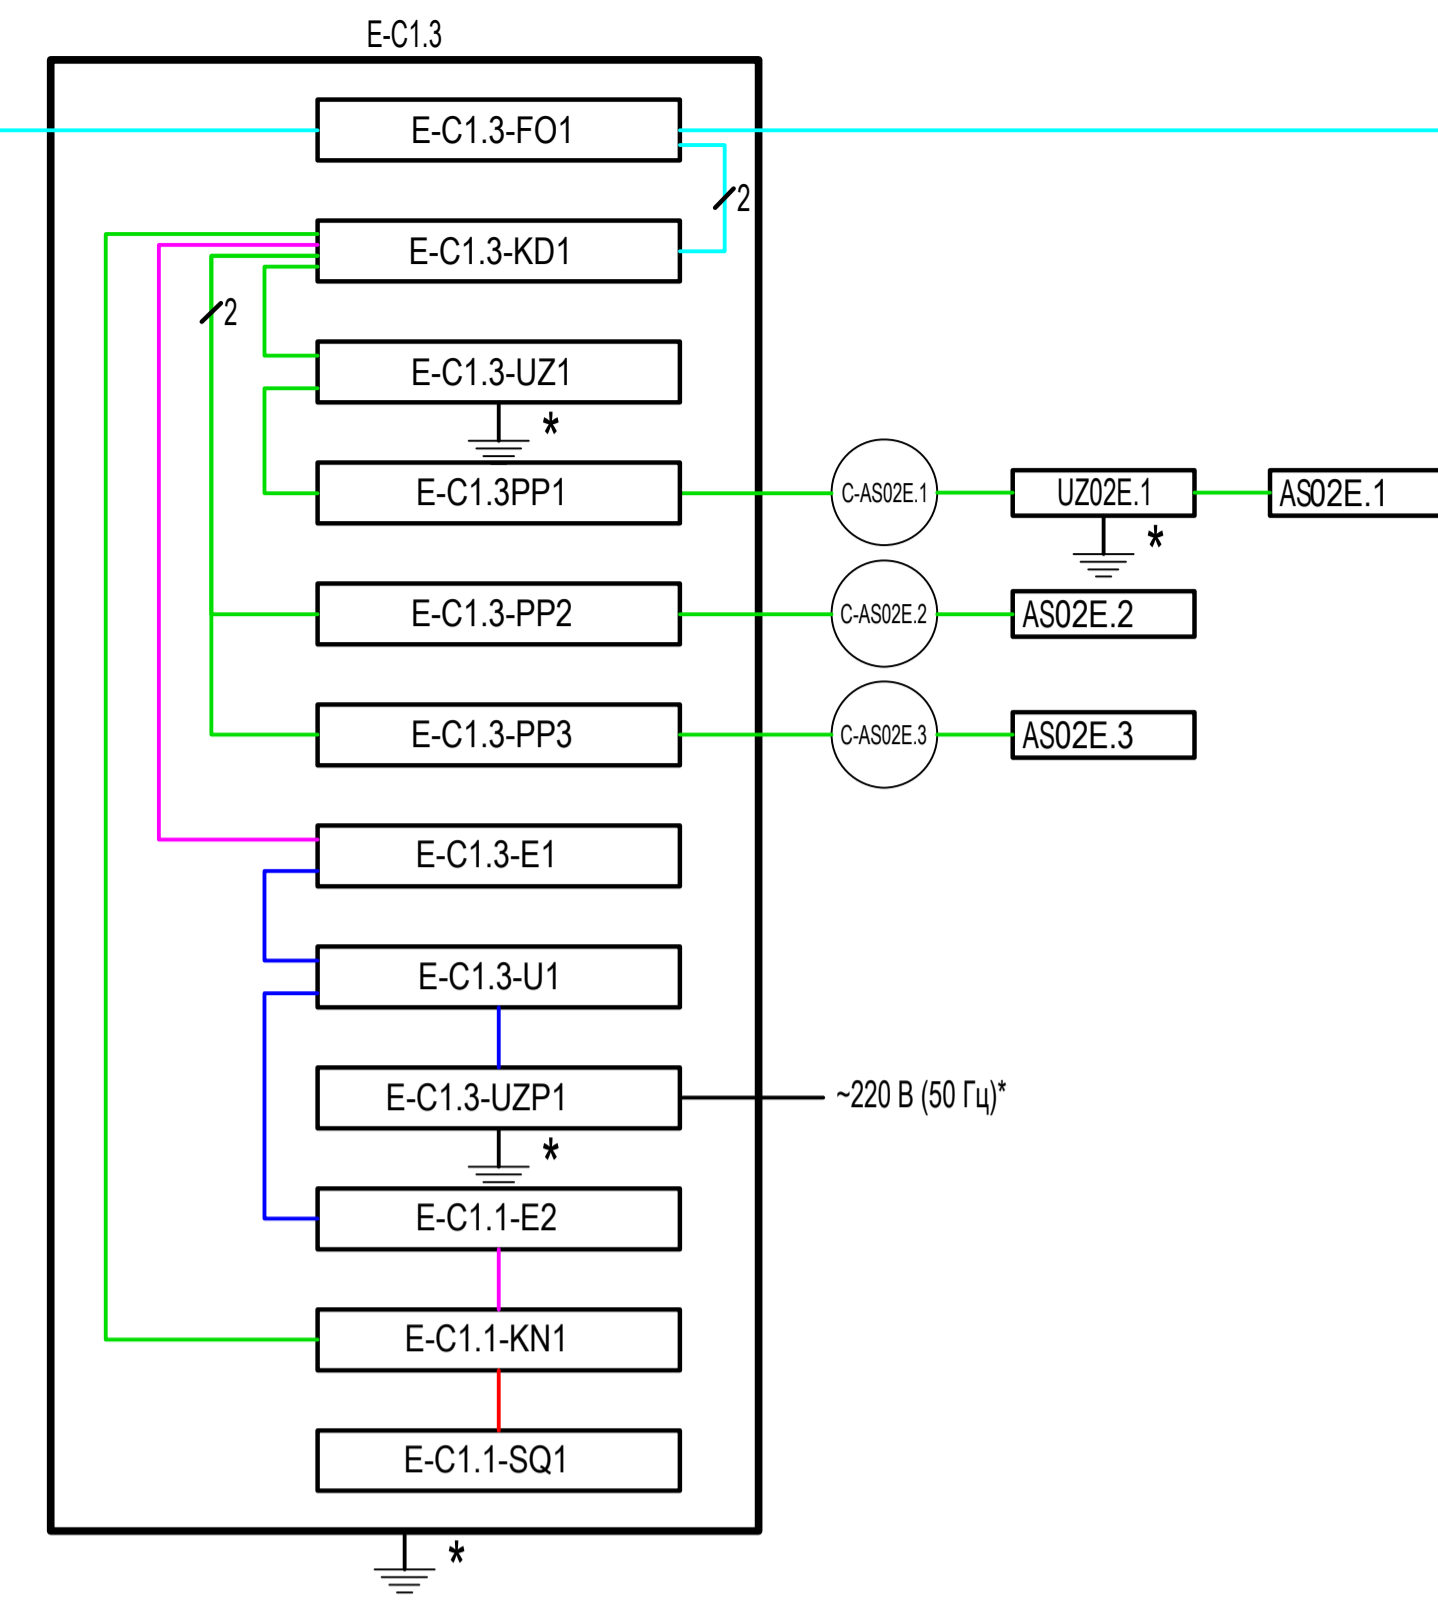 E-C1.3
E-C1.3-FO1
2
E-C1.3-KD1
2
E-C1.3-UZ1
*
E-C1.3PP1
C-AS02E.1
UZ02E.1
AS02E.1
*
E-C1.3-PP2
C-AS02E.2
AS02E.2
E-C1.3-PP3
C-AS02E.3
AS02E.3
E-C1.3-E1
E-C1.3-U1
E-C1.3-UZP1
~220 В (50 Гц)*
*
E-C1.1-E2
E-C1.1-KN1
E-C1.1-SQ1
*